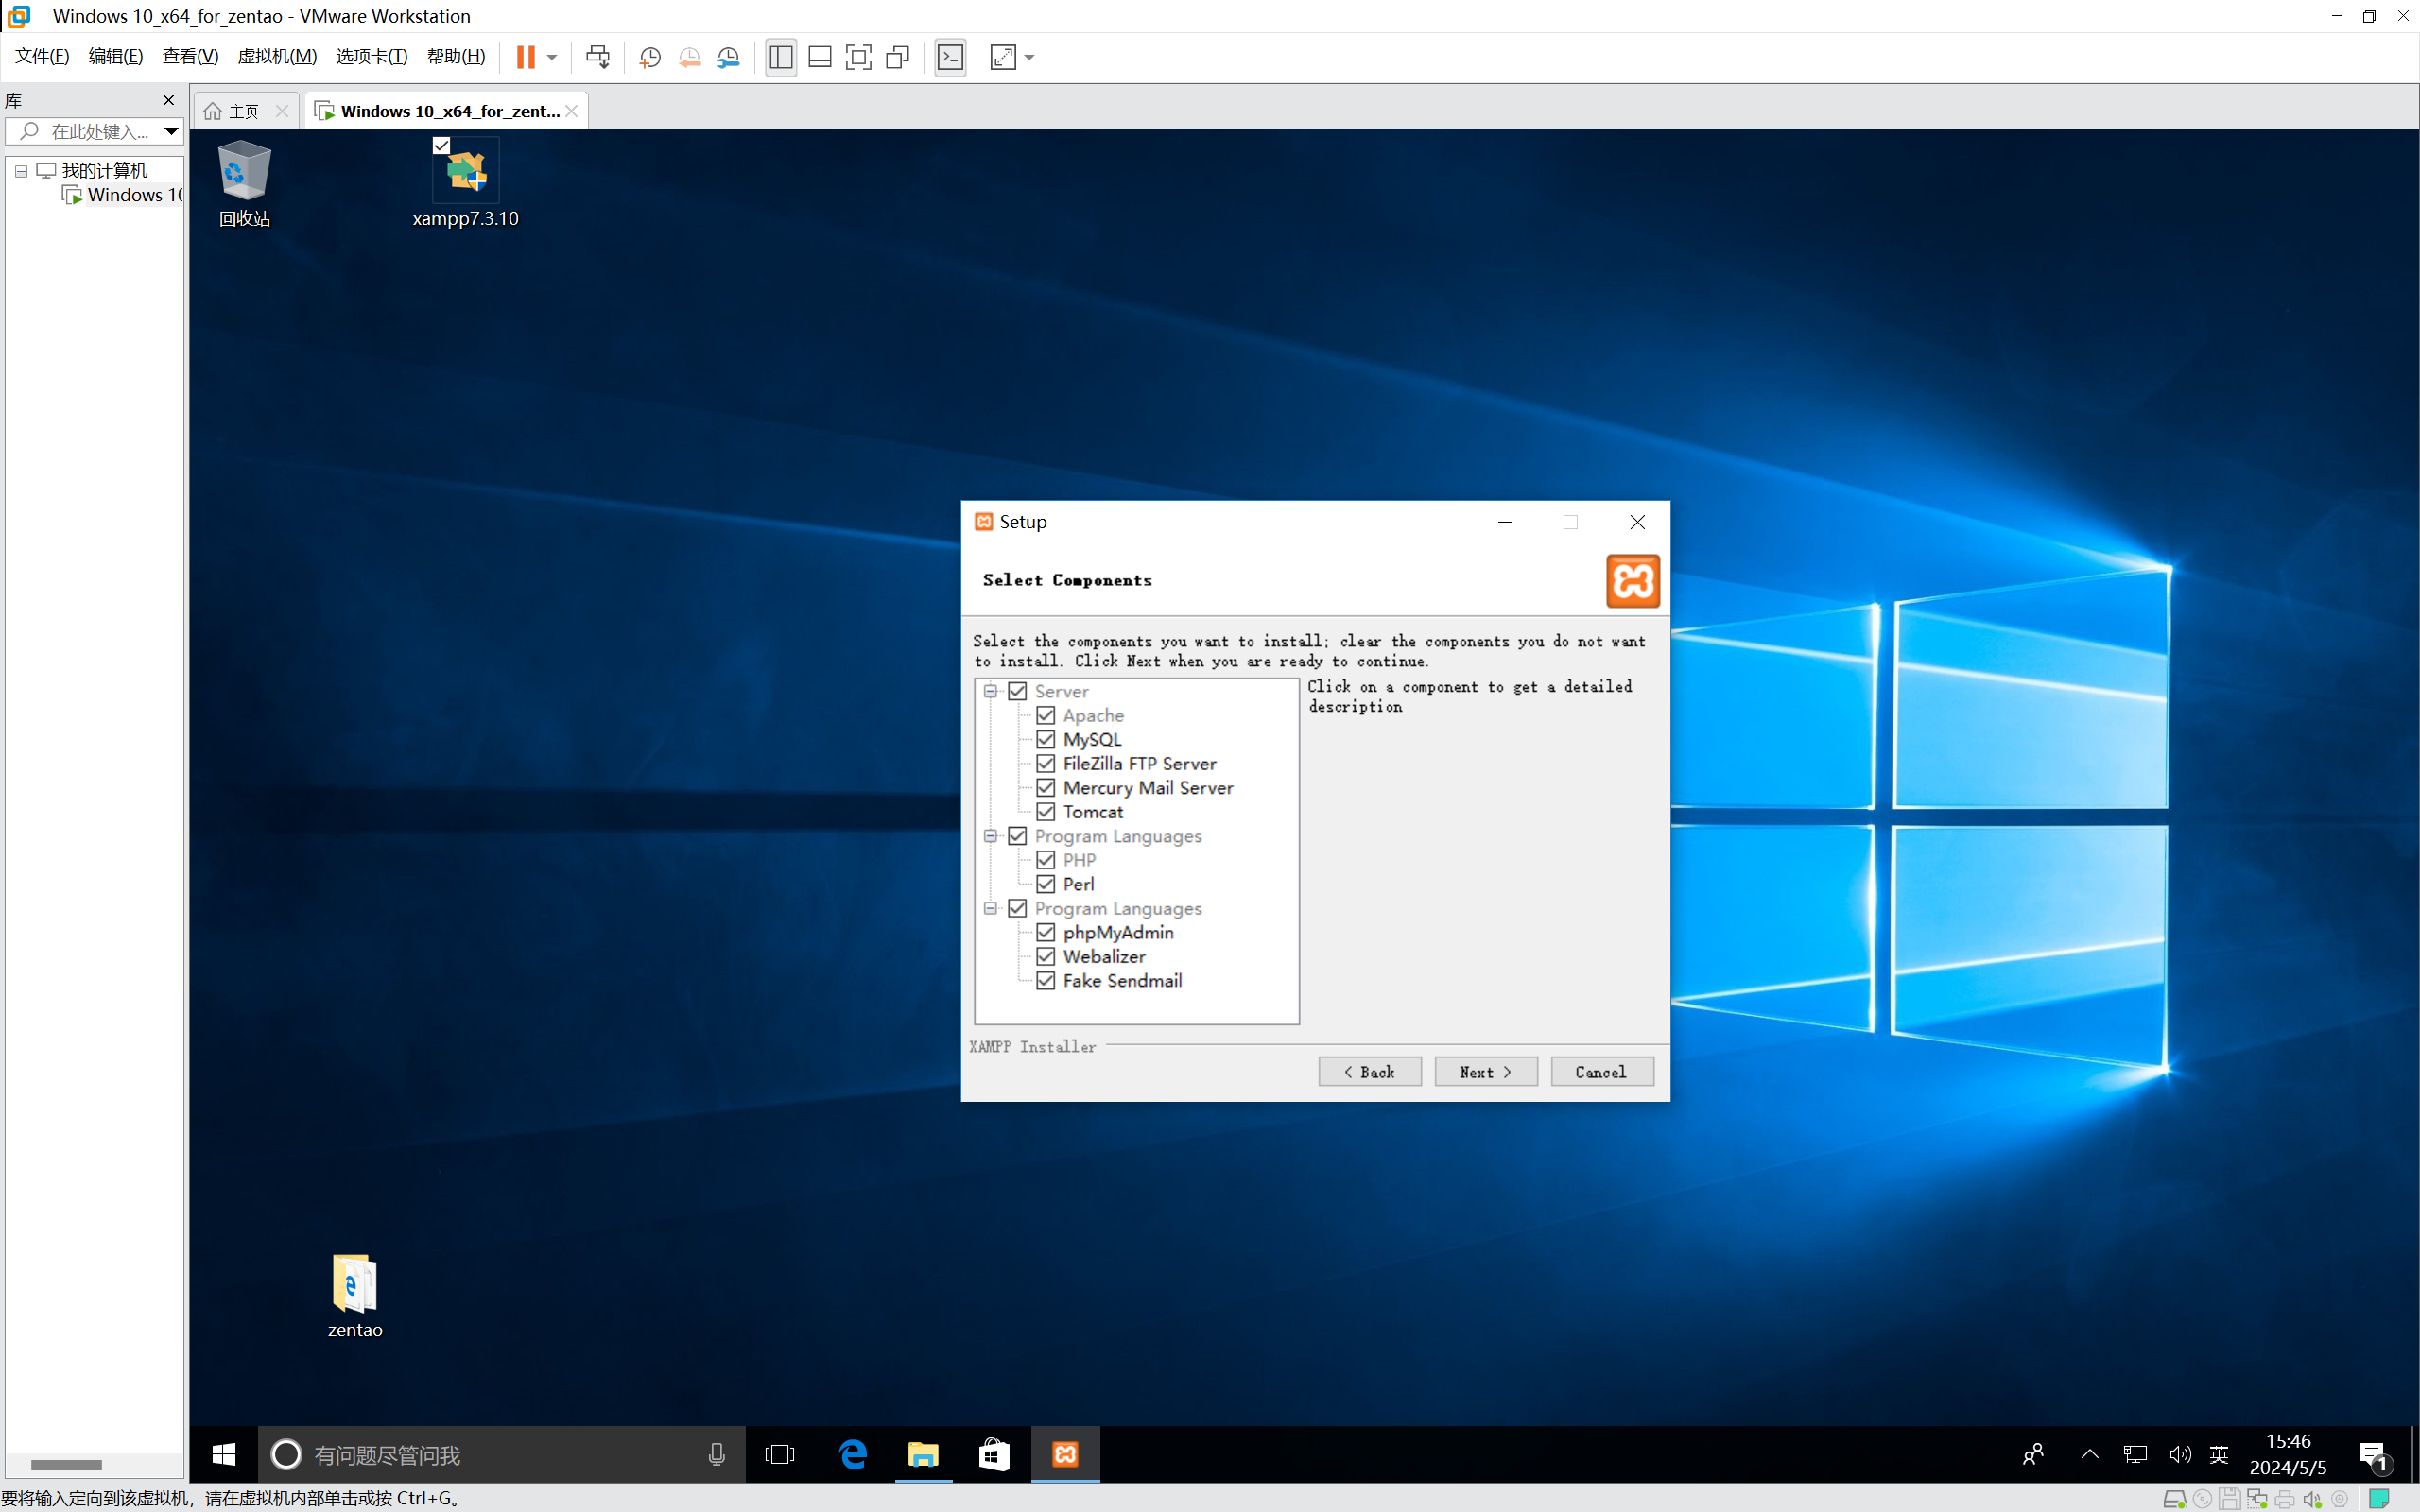 Windows 10_x64_for_zentao - VMware Workstation
文件(F) 编辑(E) 查看(V) 虚拟机(M) 选项卡(T) 帮助(H)
库
在此处键入...
我的计算机
Windows 10
主页
Windows 10_x64_for_zent...
回收站
xampp7.3.10
Setup
Select Components
Select the components you want to install; clear the components you do not want
to install. Click Next when you are ready to continue.
Server
Apache
MySQL
FileZilla FTP Server
Mercury Mail Server
Tomcat
Program Languages
PHP
Perl
Program Languages
phpMyAdmin
Webalizer
Fake Sendmail
Click on a component to get a detailed
description
XAMPP Installer
< Back
Next >
Cancel
zentao
有问题尽管问我
英
15:46
2024/5/5
1
要将输入定向到该虚拟机，请在虚拟机内部单击或按 Ctrl+G。